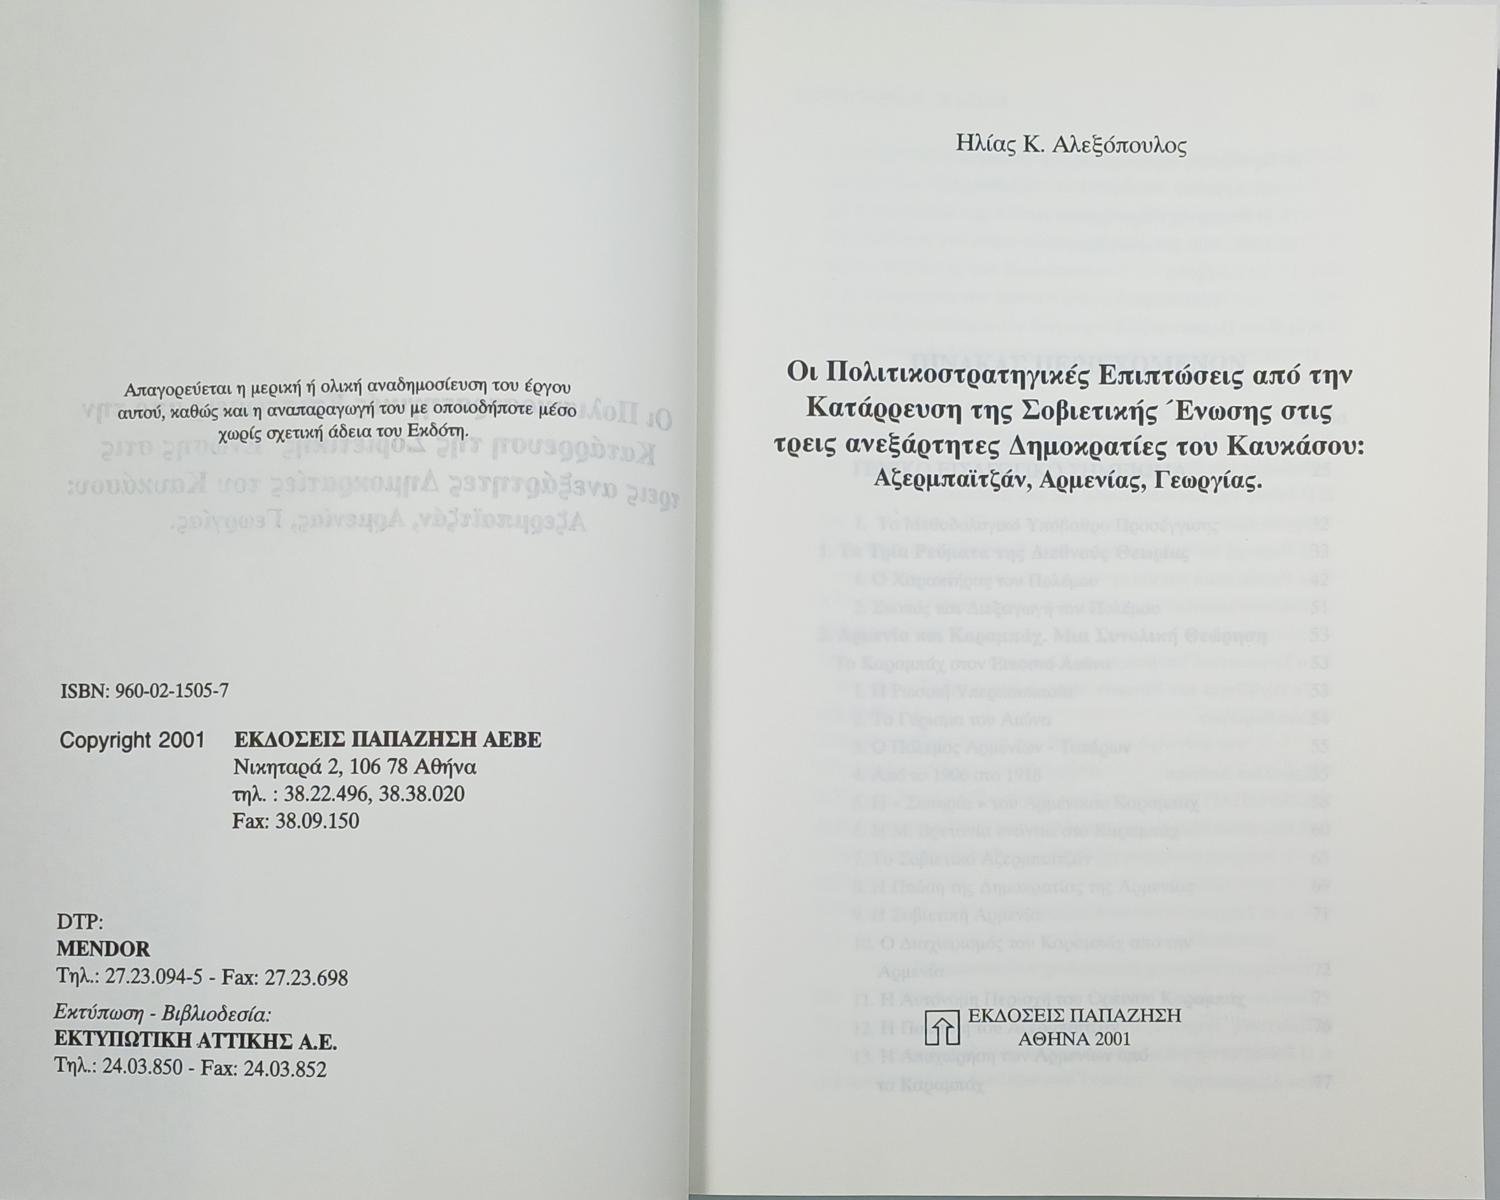 Απαγορεύεται η μερική ή ολική αναδημοσίευση του έργου
αυτού, καθώς και η αναπαραγωγή του με οποιοδήποτε μέσο
χωρίς σχετική άδεια του Εκδότη.
ISBN: 960-02-1505-7
Copyright 2001 ΕΚΔΟΣΕΙΣ ΠΑΠΑΖΗΣΗ ΑΕΒΕ
Νικηταρά 2, 106 78 Αθήνα
τηλ. : 38.22.496, 38.38.020
Fax: 38.09.150
DTP:
MENDOR
Τηλ.: 27.23.094-5 - Fax: 27.23.698
Εκτύπωση - Βιβλιοδεσία:
ΕΚΤΥΠΩΤΙΚΗ ΑΤΤΙΚΗΣ Α.Ε.
Τηλ.: 24.03.850 - Fax: 24.03.852
Ηλίας Κ. Αλεξόπουλος
Οι Πολιτικοστρατηγικές Επιπτώσεις από την
Κατάρρευση της Σοβιετικής Ένωσης στις
τρεις ανεξάρτητες Δημοκρατίες του Καυκάσου:
Αζερμπαϊτζάν, Αρμενίας, Γεωργίας.
ΕΚΔΟΣΕΙΣ ΠΑΠΑΖΗΣΗ
ΑΘΗΝΑ 2001